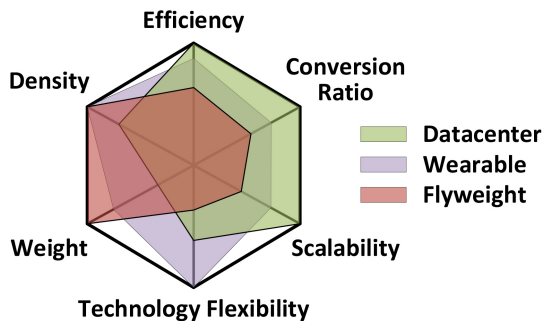 Efficiency
Density
Conversion
Ratio
Datacenter
Wearable
Flyweight
Weight
Scalability
Technology Flexibility